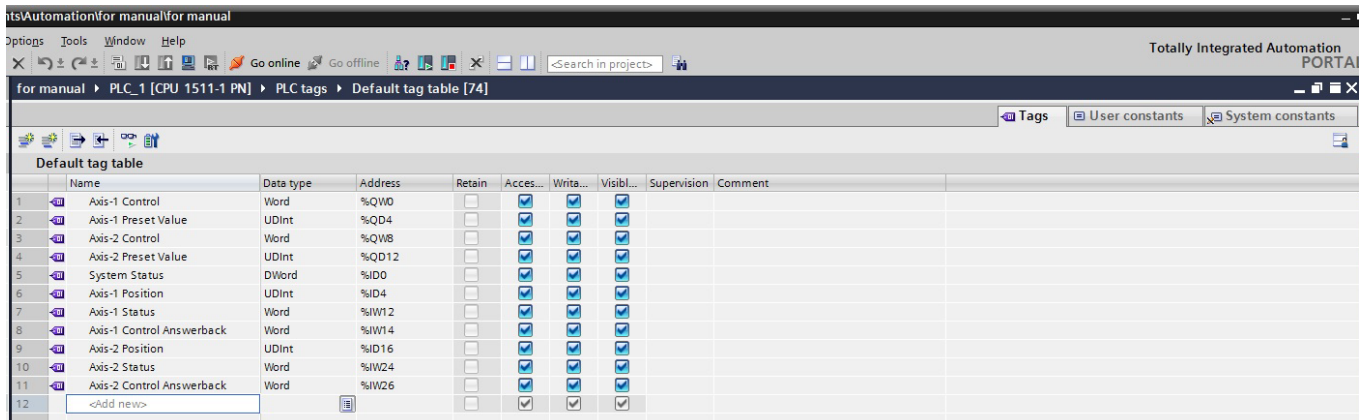 nts\Automation\for manual\for manual
Options Tools Window Help
Totally Integrated Automation
PORTAL
Go online Go offline <Search in project>
for manual PLC_1 [CPU 1511-1 PN] PLC tags Default tag table [74]
Tags User constants System constants
Default tag table
Name Data type Address Retain Acces... Writa... Visibl... Supervision Comment
1 Axis-1 Control Word %QW0
2 Axis-1 Preset Value UDInt %QD4
3 Axis-2 Control Word %QW8
4 Axis-2 Preset Value UDInt %QD12
5 System Status DWord %ID0
6 Axis-1 Position UDInt %ID4
7 Axis-1 Status Word %IW12
8 Axis-1 Control Answerback Word %IW14
9 Axis-2 Position UDInt %ID16
10 Axis-2 Status Word %IW24
11 Axis-2 Control Answerback Word %IW26
12 <Add new>